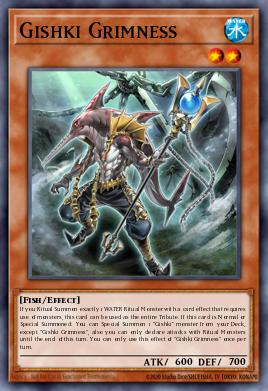 GISHKI GRIMNESS
WATER
水
[FISH/EFFECT]
If you Ritual Summon exactly 1 WATER Ritual Monster with a card effect that requires
use of monsters, this card can be used as the entire Tribute. If this card is Normal
or Special Summoned: You can Special Summon 1 "Gishki" monster from your Deck,
except "Gishki Grimness", also you can only declare attacks with Ritual Monsters
until the end of this turn. You can only use this effect of "Gishki Grimness" once per
turn.
ATK/ 600 DEF/ 700